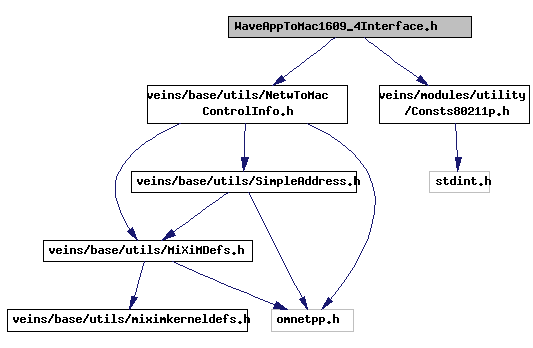 WaveAppToMac1609_4Interface.h
veins/base/utils/NetwToMac
ControlInfo.h
veins/modules/utility
/Consts80211p.h
veins/base/utils/SimpleAddress.h
stdint.h
veins/base/utils/MiXiMDefs.h
veins/base/utils/miximkerneldefs.h
omnetpp.h